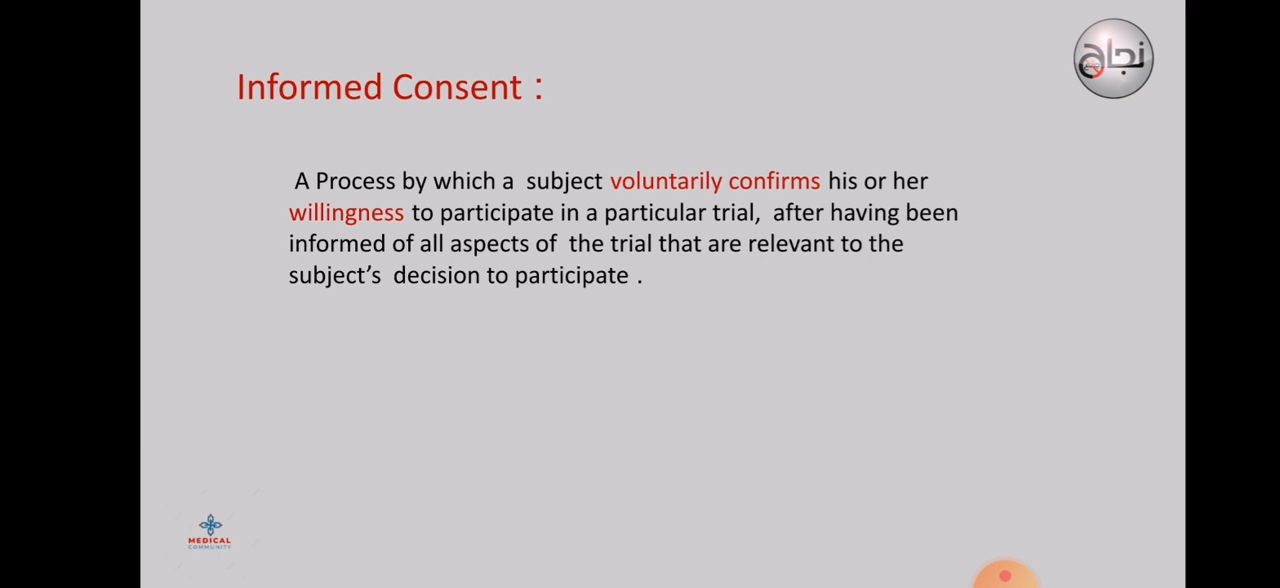 نجاح
Informed Consent :
A Process by which a subject voluntarily confirms his or her
willingness to participate in a particular trial, after having been
informed of all aspects of the trial that are relevant to the
subject’s decision to participate .
MEDICAL
COMMUNITY